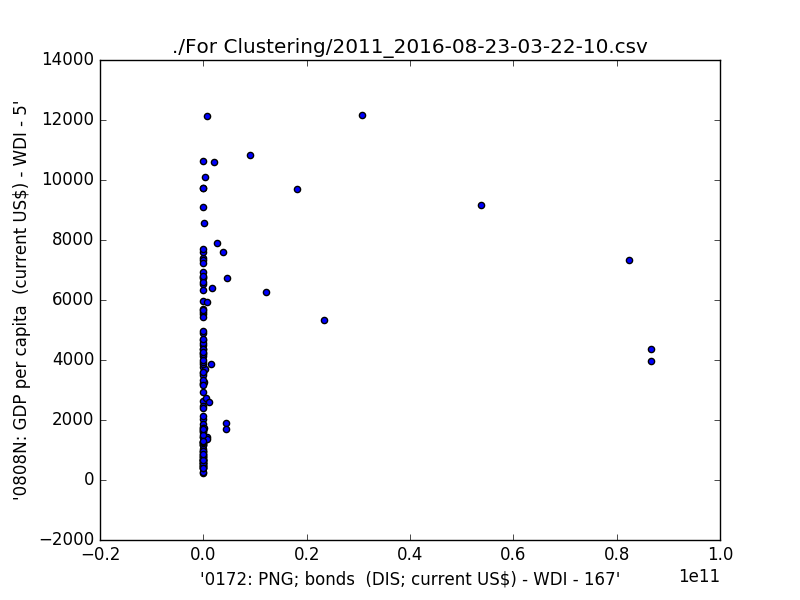 ./For Clustering/2011_2016-08-23-03-22-10.csv
14000
12000
10000
8000
6000
4000
2000
0
−2000
'0808N: GDP per capita  (current US$) - WDI - 5'
−0.2 0.0 0.2 0.4 0.6 0.8 1.0
1e11
'0172: PNG; bonds  (DIS; current US$) - WDI - 167'